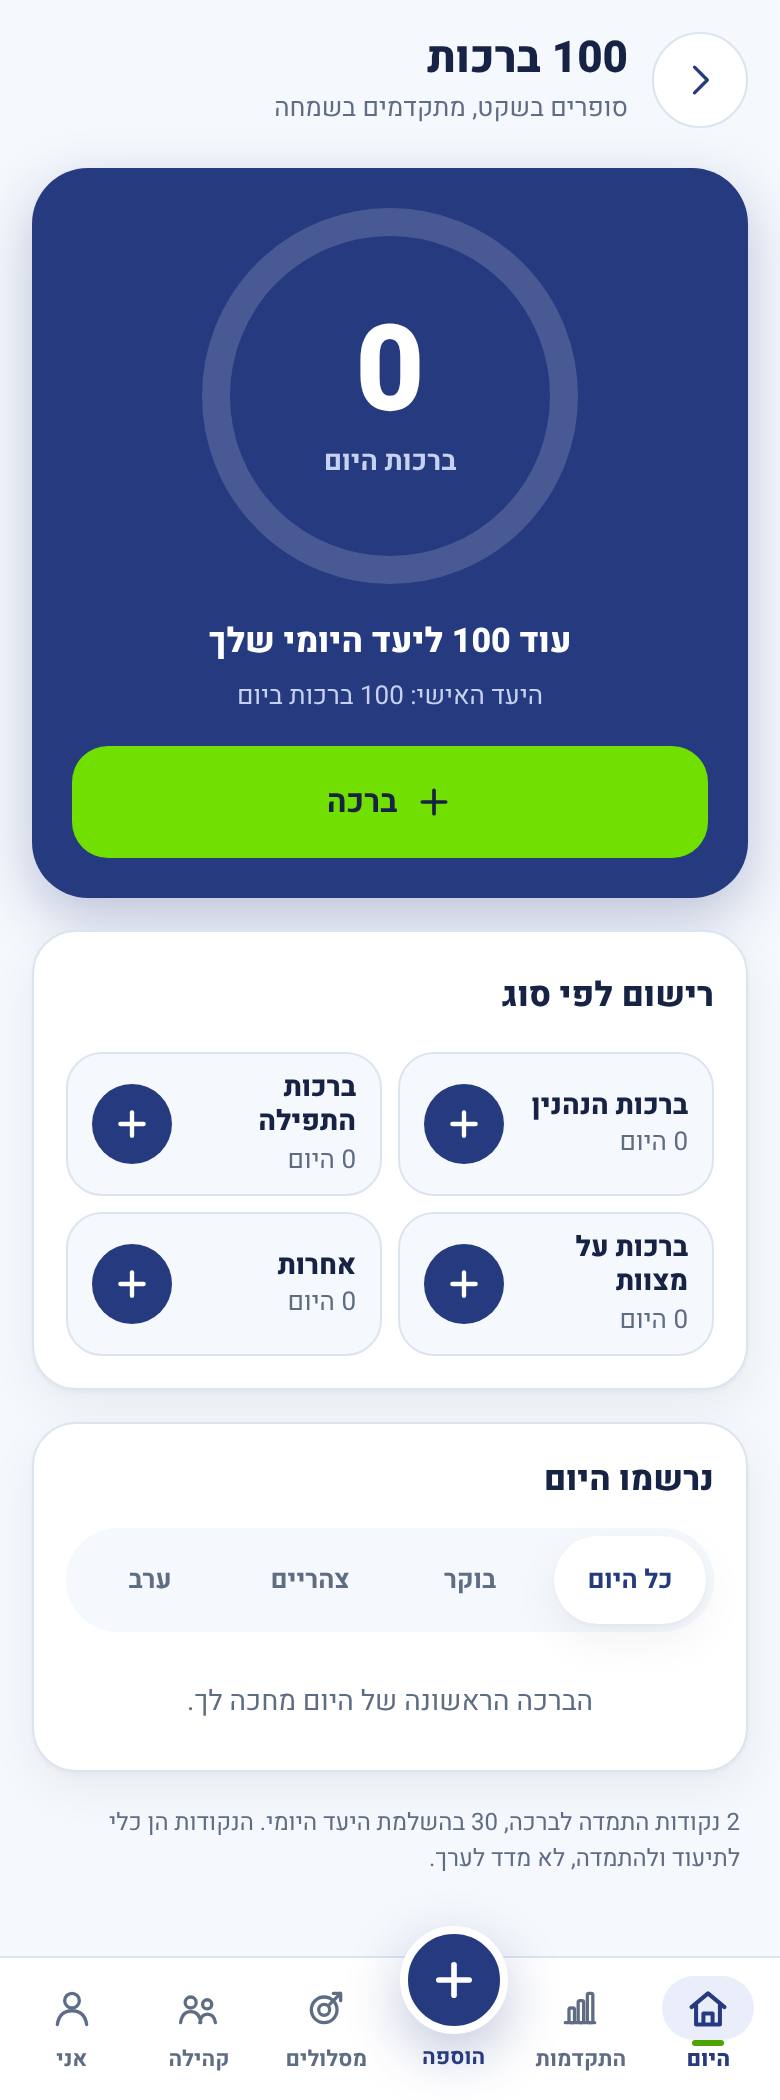 100 ברכות
סופרים בשקט, מתקדמים בשמחה
0
ברכות היום
עוד 100 ליעד היומי שלך
היעד האישי: 100 ברכות ביום
+ ברכה
רישום לפי סוג
ברכות הנהנין
0 היום
ברכות
התפילה
0 היום
ברכות על
מצוות
0 היום
אחרות
0 היום
נרשמו היום
כל היום
בוקר
צהריים
ערב
הברכה הראשונה של היום מחכה לך.
2 נקודות התמדה לברכה, 30 בהשלמת היעד היומי. הנקודות הן כלי
לתיעוד ולהתמדה, לא מדד לערך.
היום
התקדמות
הוספה
מסלולים
קהילה
אני